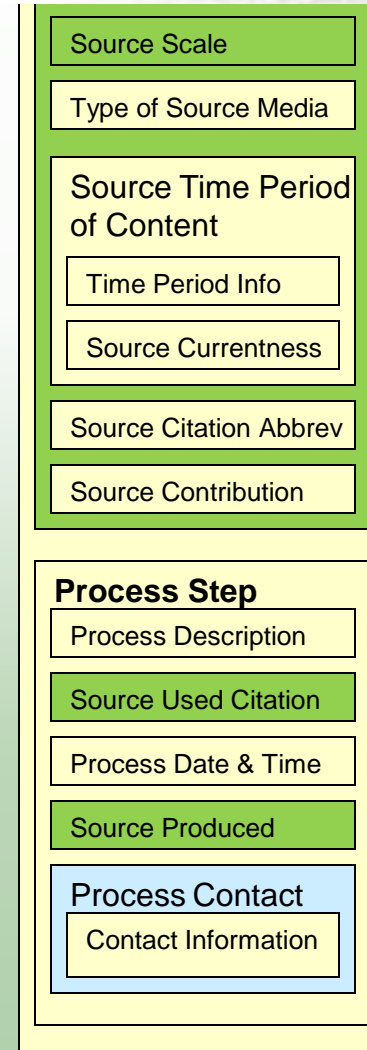 Source Scale
Type of Source Media
Source Time Period
of Content
Time Period Info
Source Currentness
Source Citation Abbrev
Source Contribution
Process Step
Process Description
Source Used Citation
Process Date & Time
Source Produced
Process Contact
Contact Information